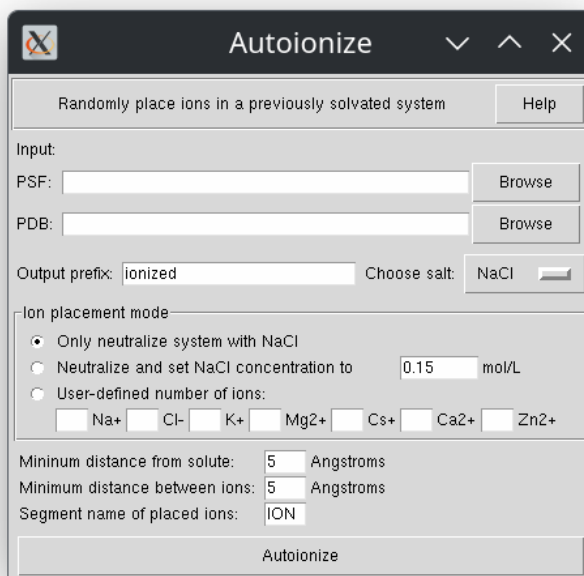 Autoionize
Randomly place ions in a previously solvated system Help
Input:
PSF: Browse
PDB: Browse
Output prefix: ionized Choose salt: NaCl
Ion placement mode
Only neutralize system with NaCl
Neutralize and set NaCl concentration to 0.15 mol/L
User-defined number of ions:
Na+ Cl- K+ Mg2+ Cs+ Ca2+ Zn2+
Mininum distance from solute: 5 Angstroms
Minimum distance between ions: 5 Angstroms
Segment name of placed ions: ION
Autoionize